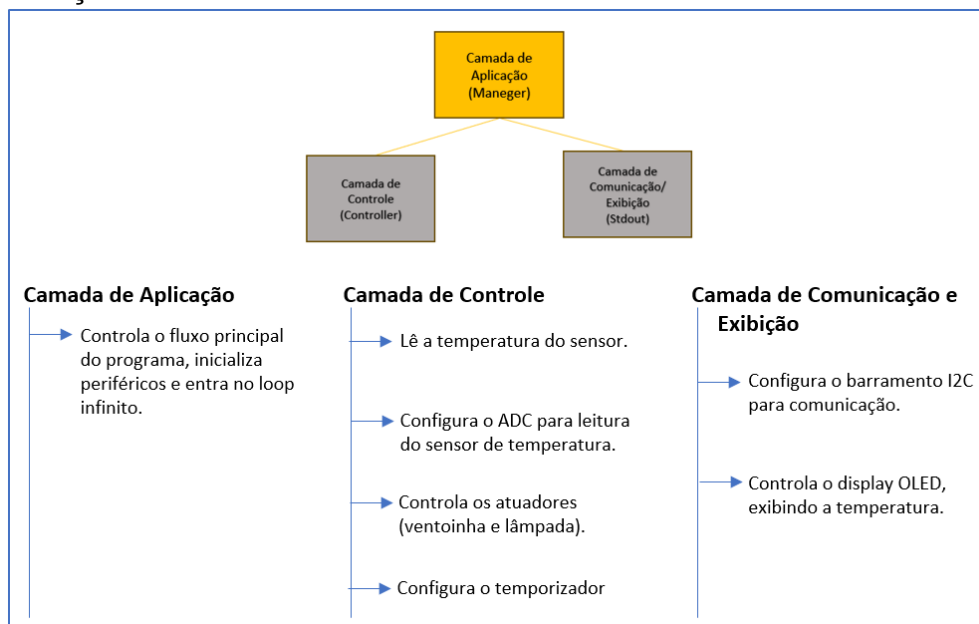 Camada de
Aplicação
(Maneger)
Camada de
Controle
(Controller)
Camada de
Comunicação/
Exibição
(Stdout)
Camada de Aplicação
Controla o fluxo principal
do programa, inicializa
periféricos e entra no loop
infinito.
Camada de Controle
Lê a temperatura do sensor.
Configura o ADC para leitura
do sensor de temperatura.
Controla os atuadores
(ventoinha e lâmpada).
Configura o temporizador
Camada de Comunicação e
Exibição
Configura o barramento I2C
para comunicação.
Controla o display OLED,
exibindo a temperatura.